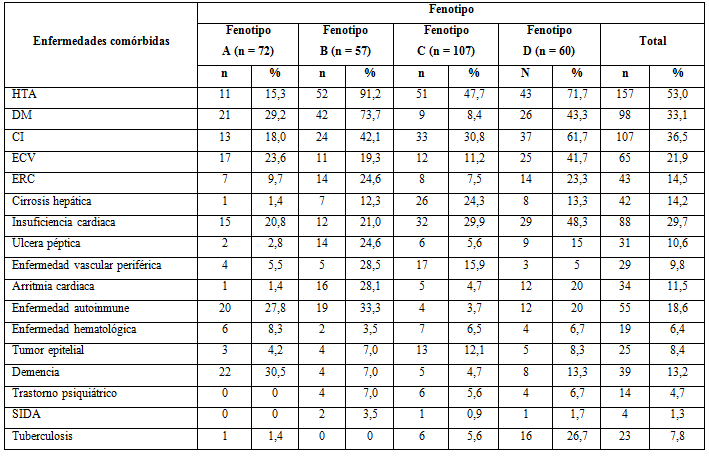 Enfermedades comórbidas Fenotipo
Fenotipo A (n = 72) Fenotipo B (n = 57) Fenotipo C (n = 107) Fenotipo D (n = 60) Total
n % n % n % N % n %
HTA 11 15,3 52 91,2 51 47,7 43 71,7 157 53,0
DM 21 29,2 42 73,7 9 8,4 26 43,3 98 33,1
CI 13 18,0 24 42,1 33 30,8 37 61,7 107 36,5
ECV 17 23,6 11 19,3 12 11,2 25 41,7 65 21,9
ERC 7 9,7 14 24,6 8 7,5 14 23,3 43 14,5
Cirrosis hepática 1 1,4 7 12,3 26 24,3 8 13,3 42 14,2
Insuficiencia cardiaca 15 20,8 12 21,0 32 29,9 29 48,3 88 29,7
Ulcera péptica 2 2,8 14 24,6 6 5,6 9 15 31 10,6
Enfermedad vascular periférica 4 5,5 5 28,5 17 15,9 3 5 29 9,8
Arritmia cardiaca 1 1,4 16 28,1 5 4,7 12 20 34 11,5
Enfermedad autoinmune 20 27,8 19 33,3 4 3,7 12 20 55 18,6
Enfermedad hematológica 6 8,3 2 3,5 7 6,5 4 6,7 19 6,4
Tumor epitelial 3 4,2 4 7,0 13 12,1 5 8,3 25 8,4
Demencia 22 30,5 4 7,0 5 4,7 8 13,3 39 13,2
Trastorno psiquiátrico 0 0 4 7,0 6 5,6 4 6,7 14 4,7
SIDA 0 0 2 3,5 1 0,9 1 1,7 4 1,3
Tuberculosis 1 1,4 0 0 6 5,6 16 26,7 23 7,8